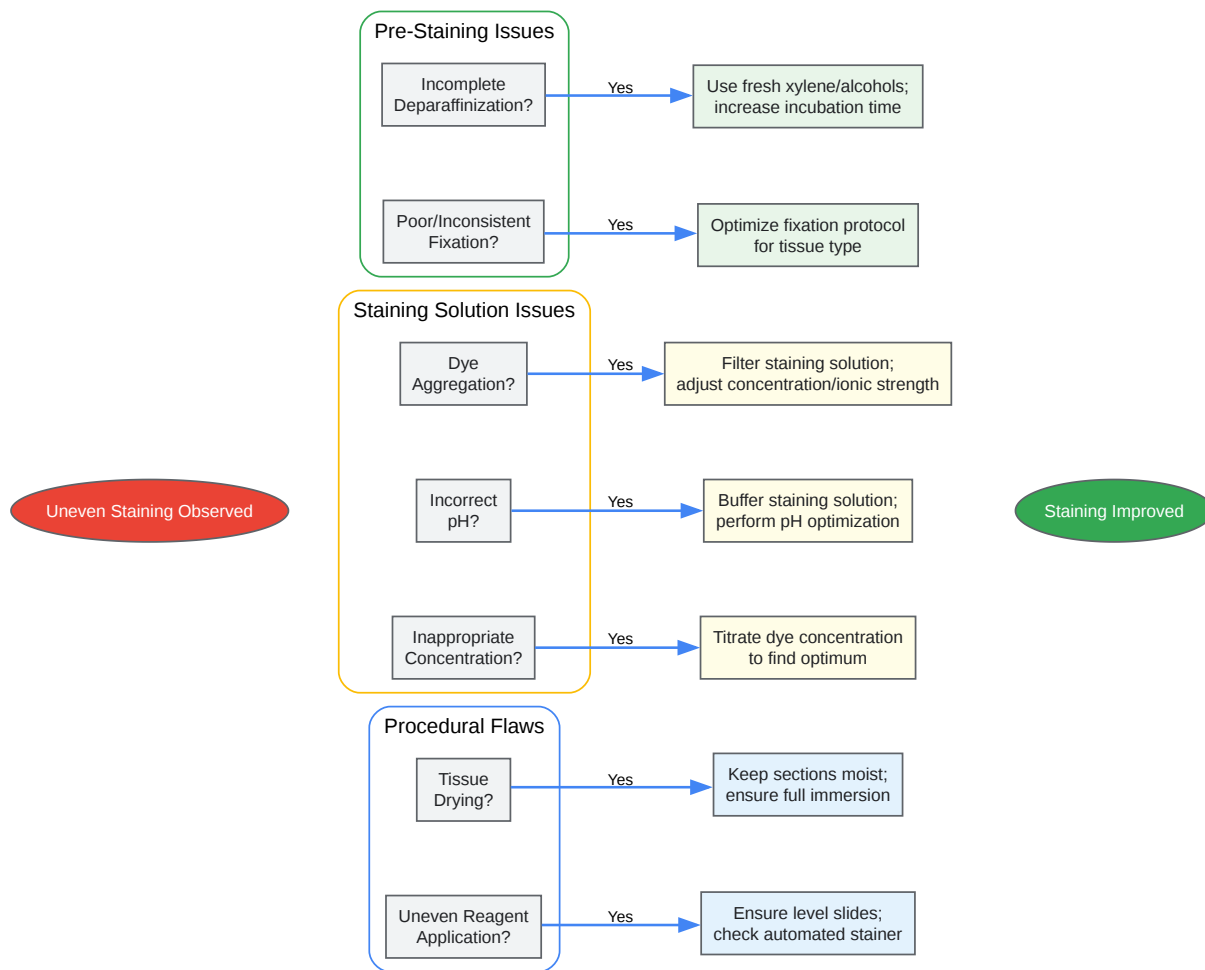 Pre-Staining Issues
Incomplete
Deparaffinization?
Yes
Use fresh xylene/alcohols;
increase incubation time
Poor/Inconsistent
Fixation?
Yes
Optimize fixation protocol
for tissue type
Staining Solution Issues
Dye
Aggregation?
Yes
Filter staining solution;
adjust concentration/ionic strength
Uneven Staining Observed
Incorrect
pH?
Yes
Buffer staining solution;
perform pH optimization
Staining Improved
Inappropriate
Concentration?
Yes
Titrate dye concentration
to find optimum
Procedural Flaws
Tissue
Drying?
Yes
Keep sections moist;
ensure full immersion
Uneven Reagent
Application?
Yes
Ensure level slides;
check automated stainer